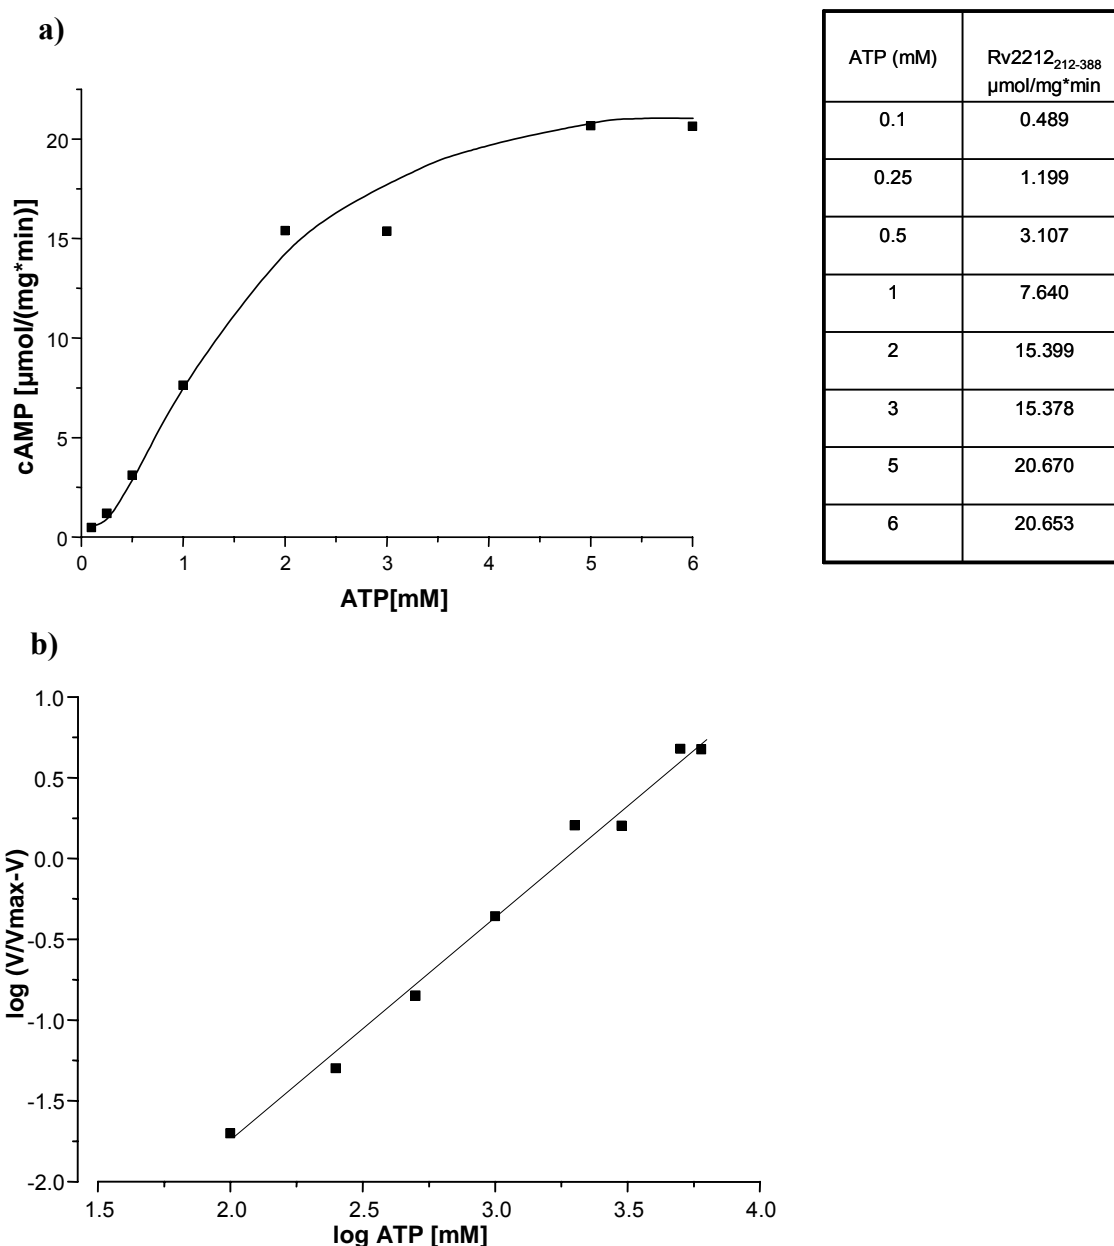 a)
cAMP [µmol/(mg*min)]
20
15
10
5
0
0 1 2 3 4 5 6
ATP[mM]
ATP (mM) Rv2212₂₁₂₋₃₈₈
µmol/mg*min
0.1 0.489
0.25 1.199
0.5 3.107
1 7.640
2 15.399
3 15.378
5 20.670
6 20.653
b)
log (V/Vmax-V)
1.0
0.5
0.0
-0.5
-1.0
-1.5
-2.0
1.5 2.0 2.5 3.0 3.5 4.0
log ATP [mM]